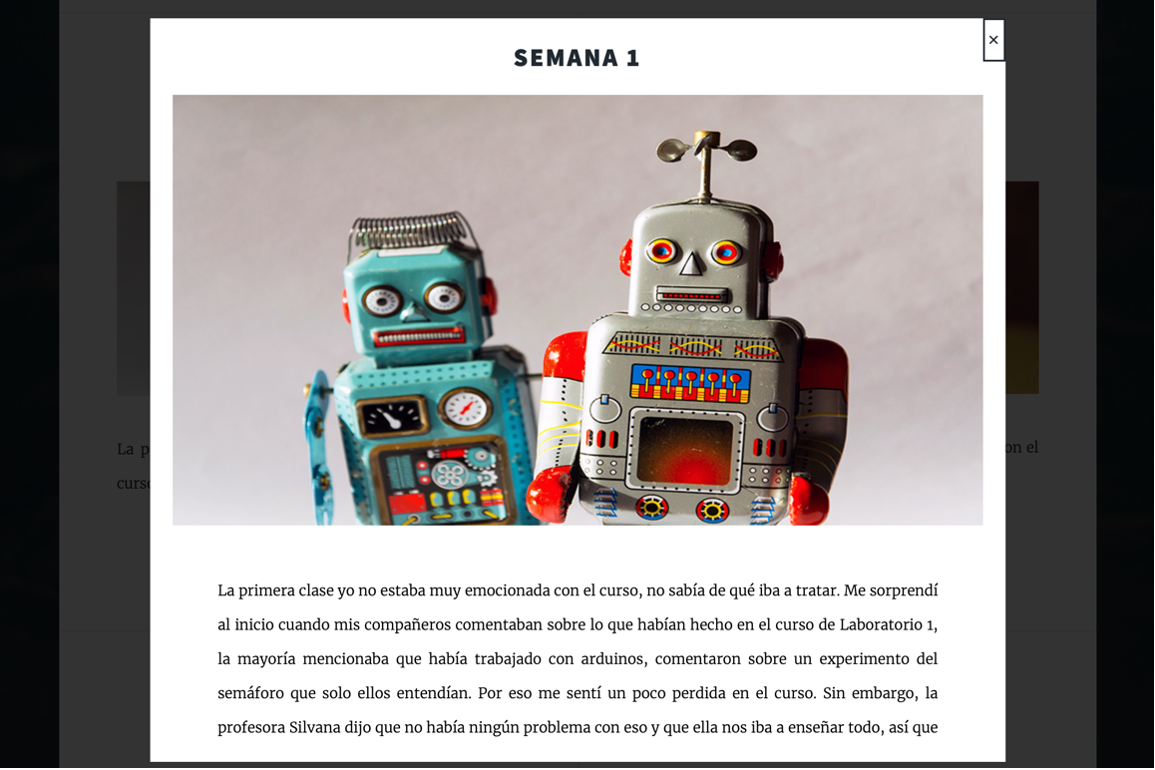 ×
SEMANA 1
La p
curso
on el
La primera clase yo no estaba muy emocionada con el curso, no sabía de qué iba a tratar. Me sorprendí
al inicio cuando mis compañeros comentaban sobre lo que habían hecho en el curso de Laboratorio 1,
la mayoría mencionaba que había trabajado con arduinos, comentaron sobre un experimento del
semáforo que solo ellos entendían. Por eso me sentí un poco perdida en el curso. Sin embargo, la
profesora Silvana dijo que no había ningún problema con eso y que ella nos iba a enseñar todo, así que